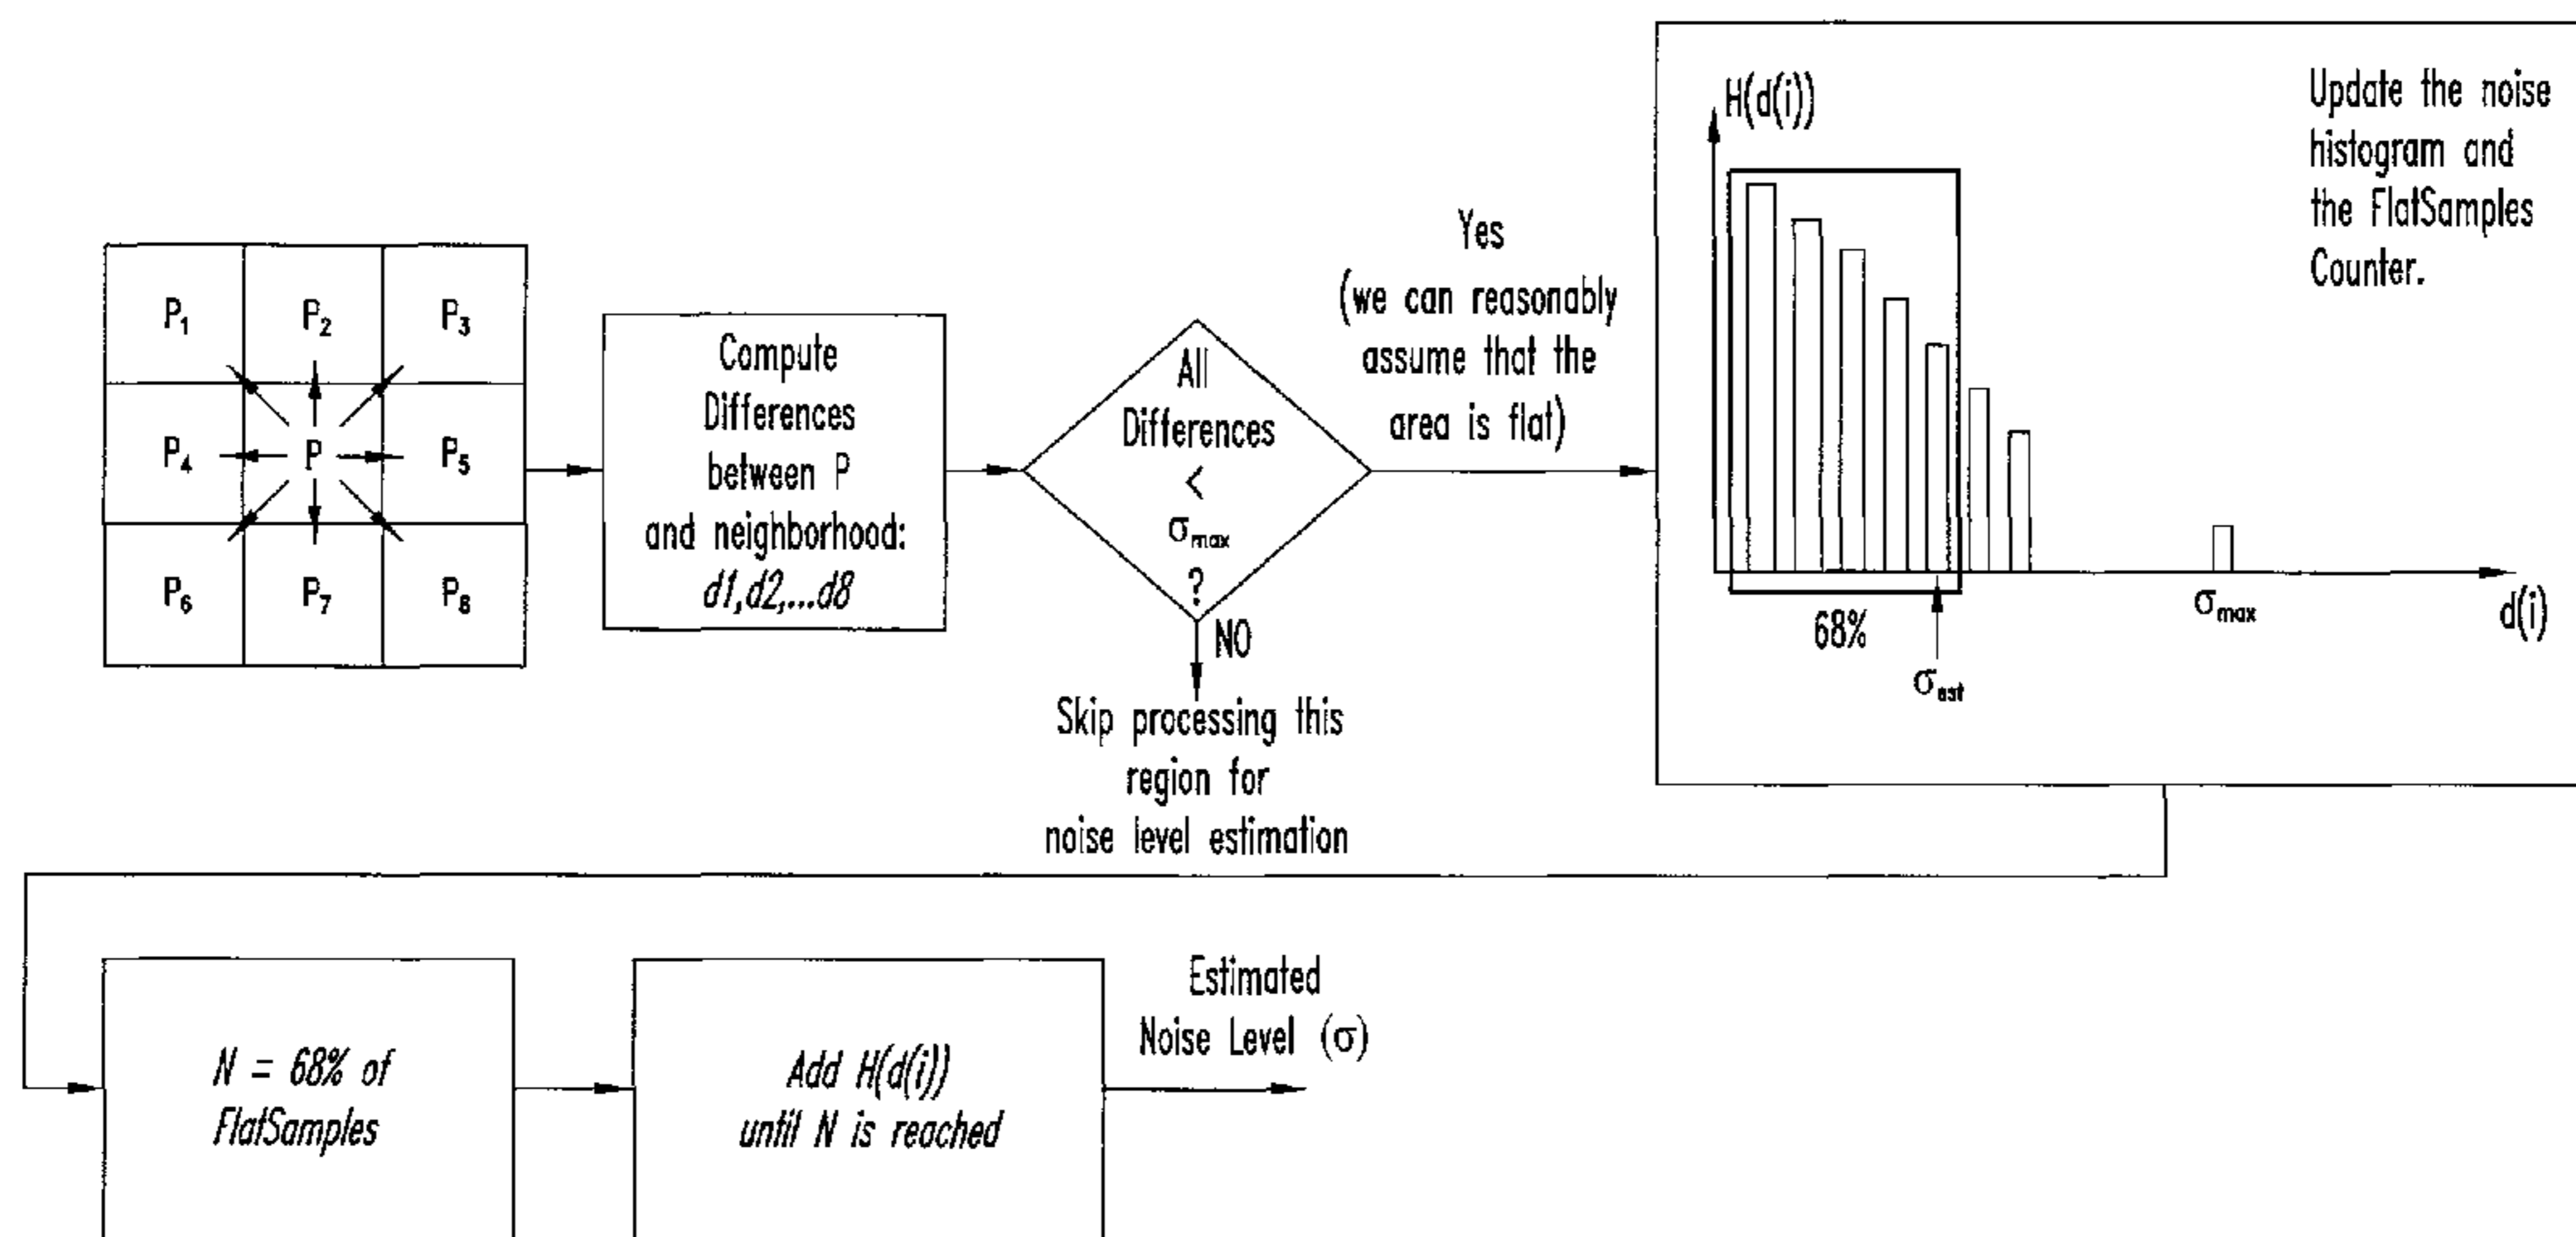 P₁ P₂ P₃
P₄ P P₅
P₆ P₇ P₈
Compute
Differences
between P
and neighborhood:
d1,d2,...d8
All
Differences
<
σmax
?
NO
Skip processing this
region for
noise level estimation
Yes
(we can reasonably
assume that the
area is flat)
H(d(i))
Update the noise
histogram and
the FlatSamples
Counter.
68%
σest
σmax
d(i)
N = 68% of
FlatSamples
Add H(d(i))
until N is reached
Estimated
Noise Level (σ)